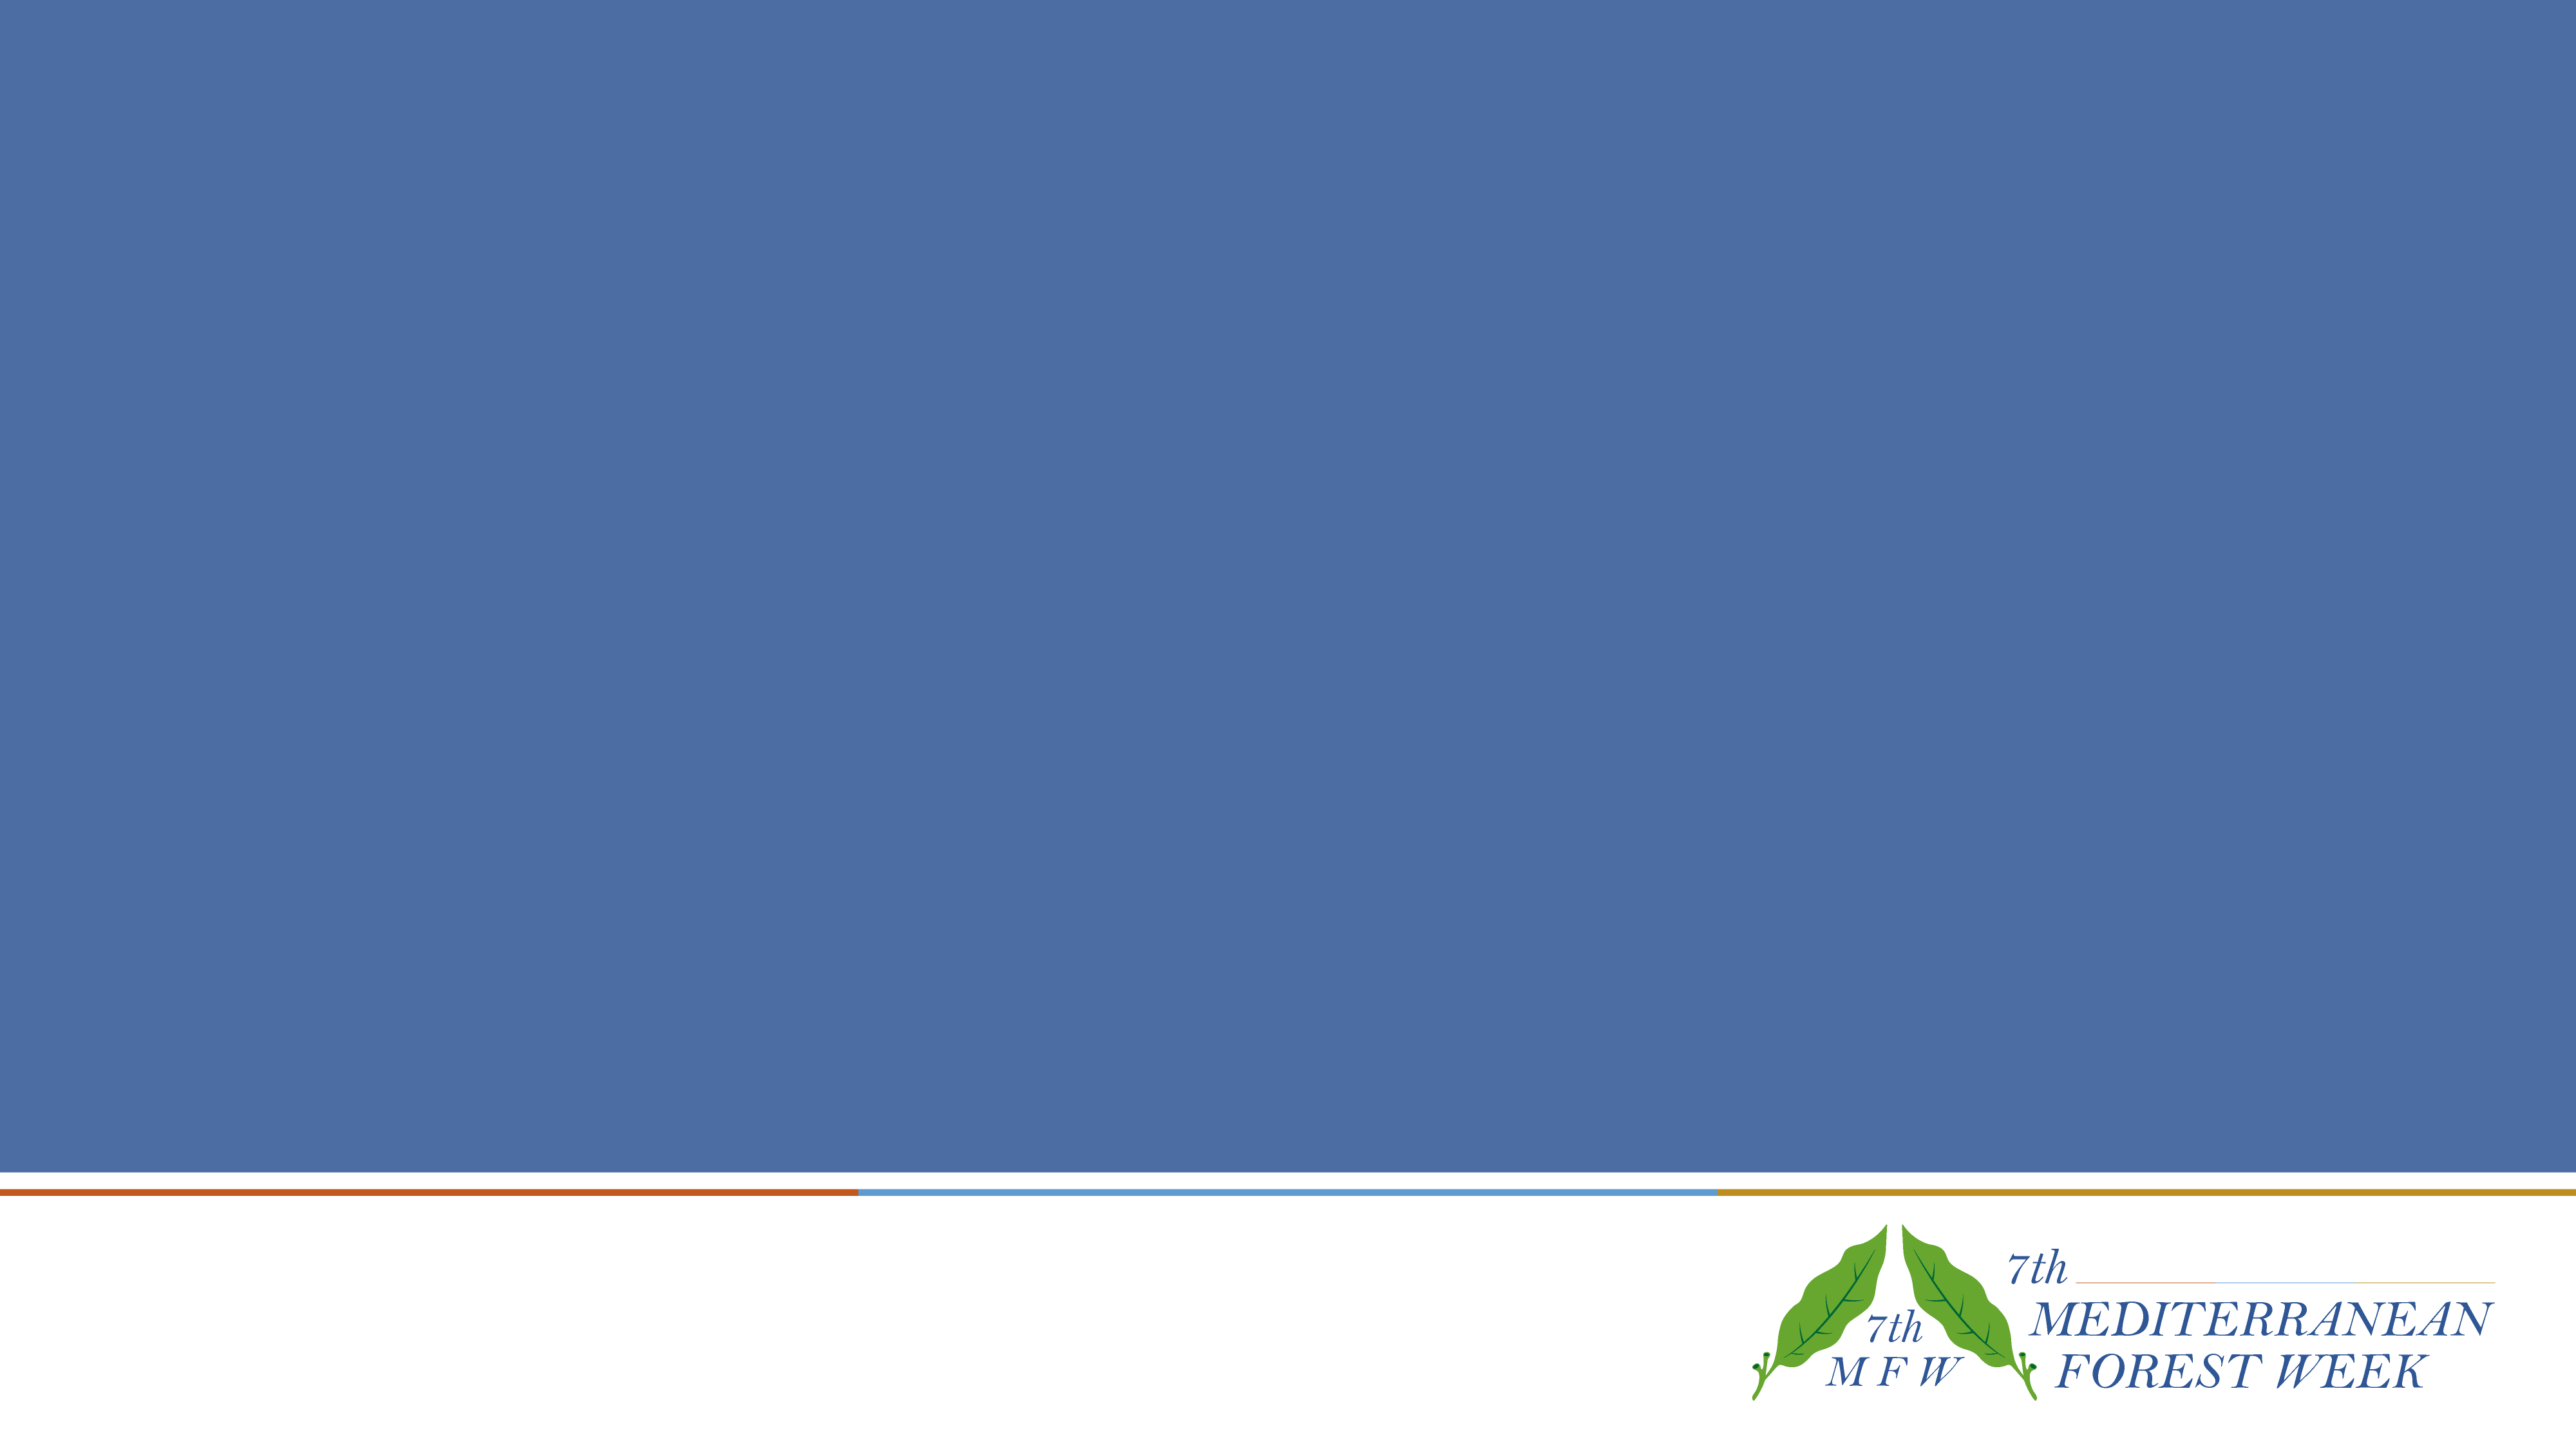 7th
M F W
7th
MEDITERRANEAN
FOREST WEEK